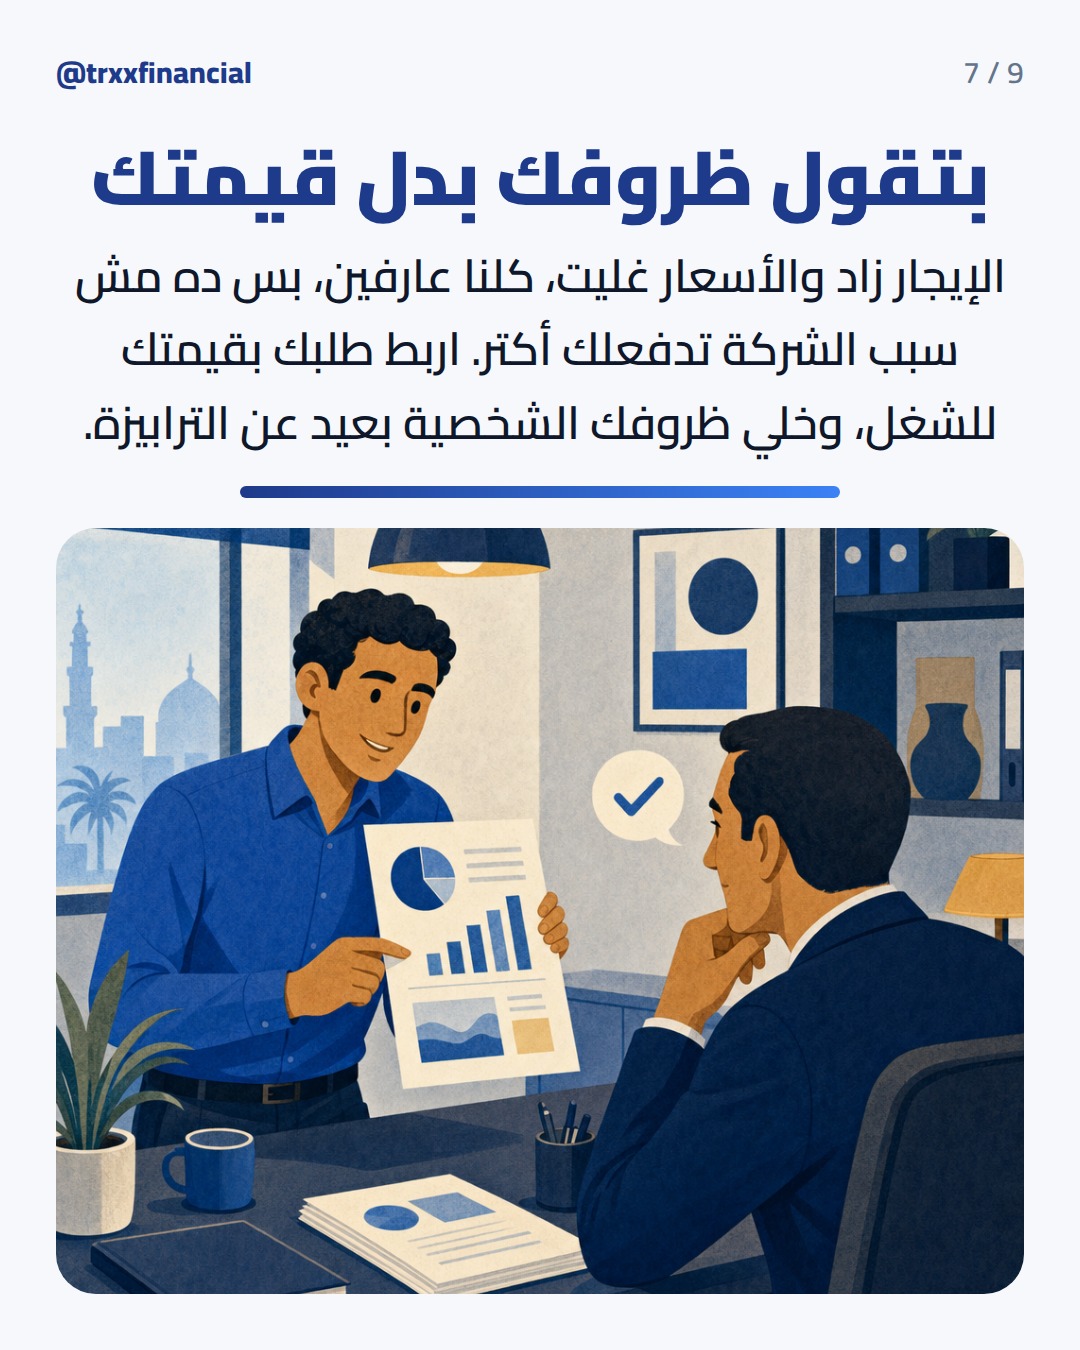 @trxxfinancial
7 / 9
بتقول ظروفك بدل قيمتك
الإيجار زاد والأسعار غليت، كلنا عارفين، بس ده مش
سبب الشركة تدفعلك أكتر. اربط طلبك بقيمتك
للشغل، وخلي ظروفك الشخصية بعيد عن الترابيزة.